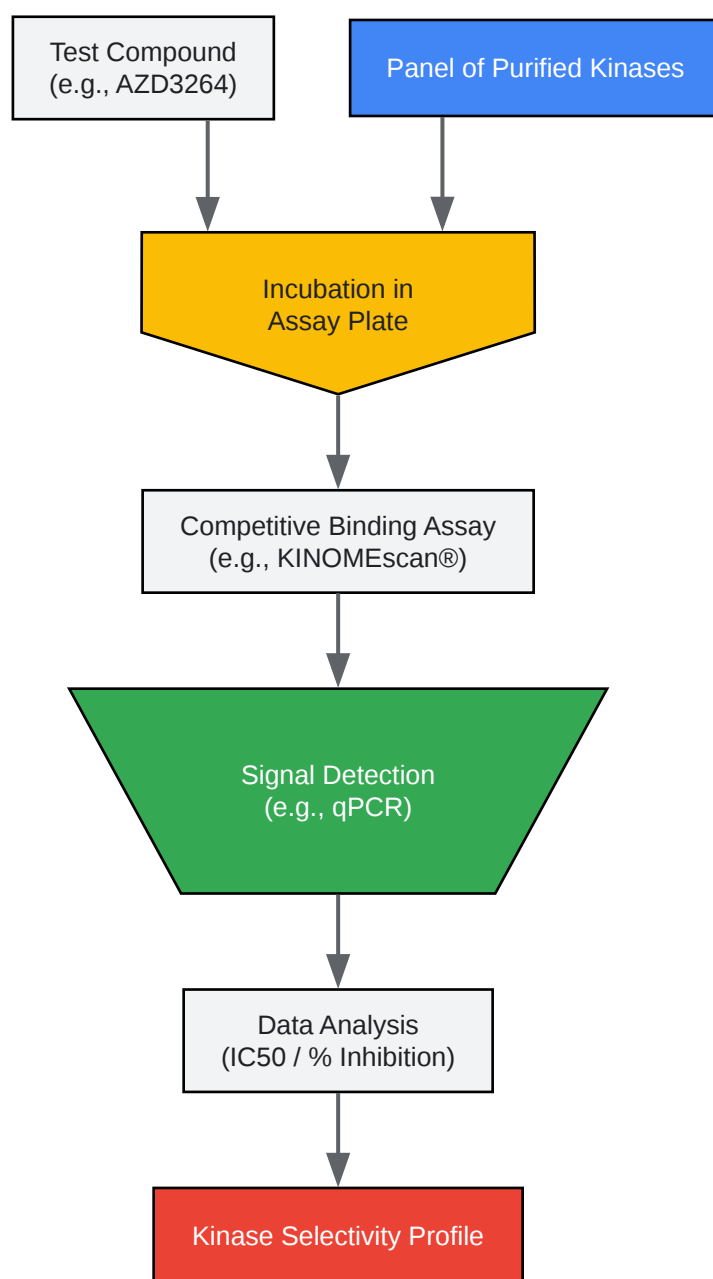 Test Compound
(e.g., AZD3264)
Panel of Purified Kinases
Incubation in
Assay Plate
Competitive Binding Assay
(e.g., KINOMEscan®)
Signal Detection
(e.g., qPCR)
Data Analysis
(IC50 / % Inhibition)
Kinase Selectivity Profile